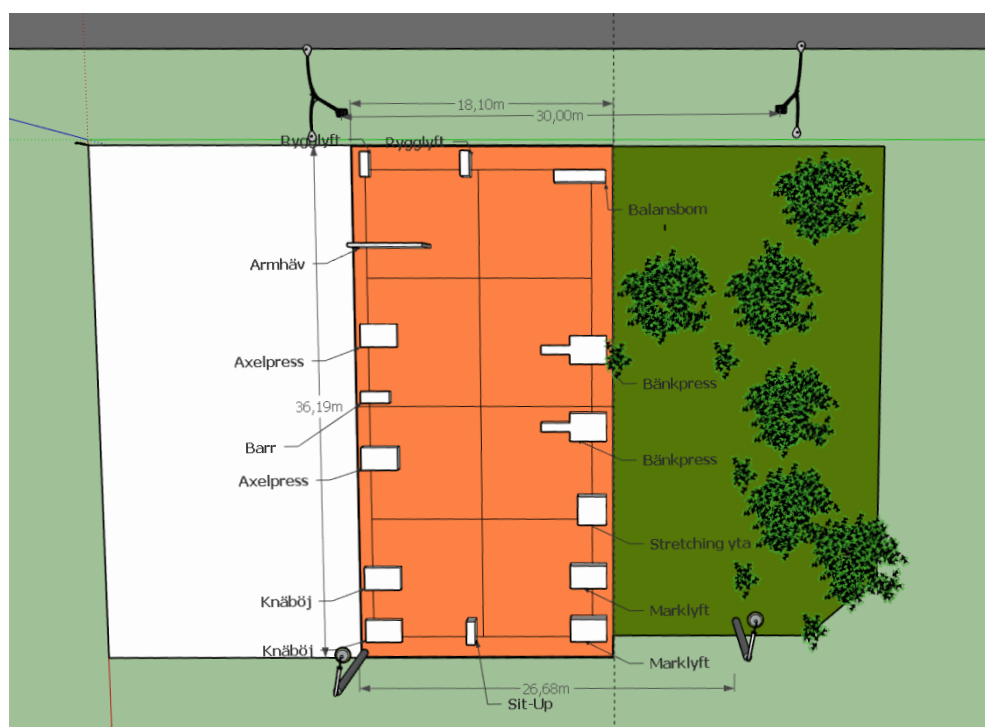 18,10m
30,00m
Rygglyft
Rygglyft
Balansbom
Armhäv
Axelpress
Bänkpress
36,19m
Barr
Bänkpress
Axelpress
Stretching yta
Knäböj
Marklyft
Knäböj
Marklyft
26,68m
Sit-Up